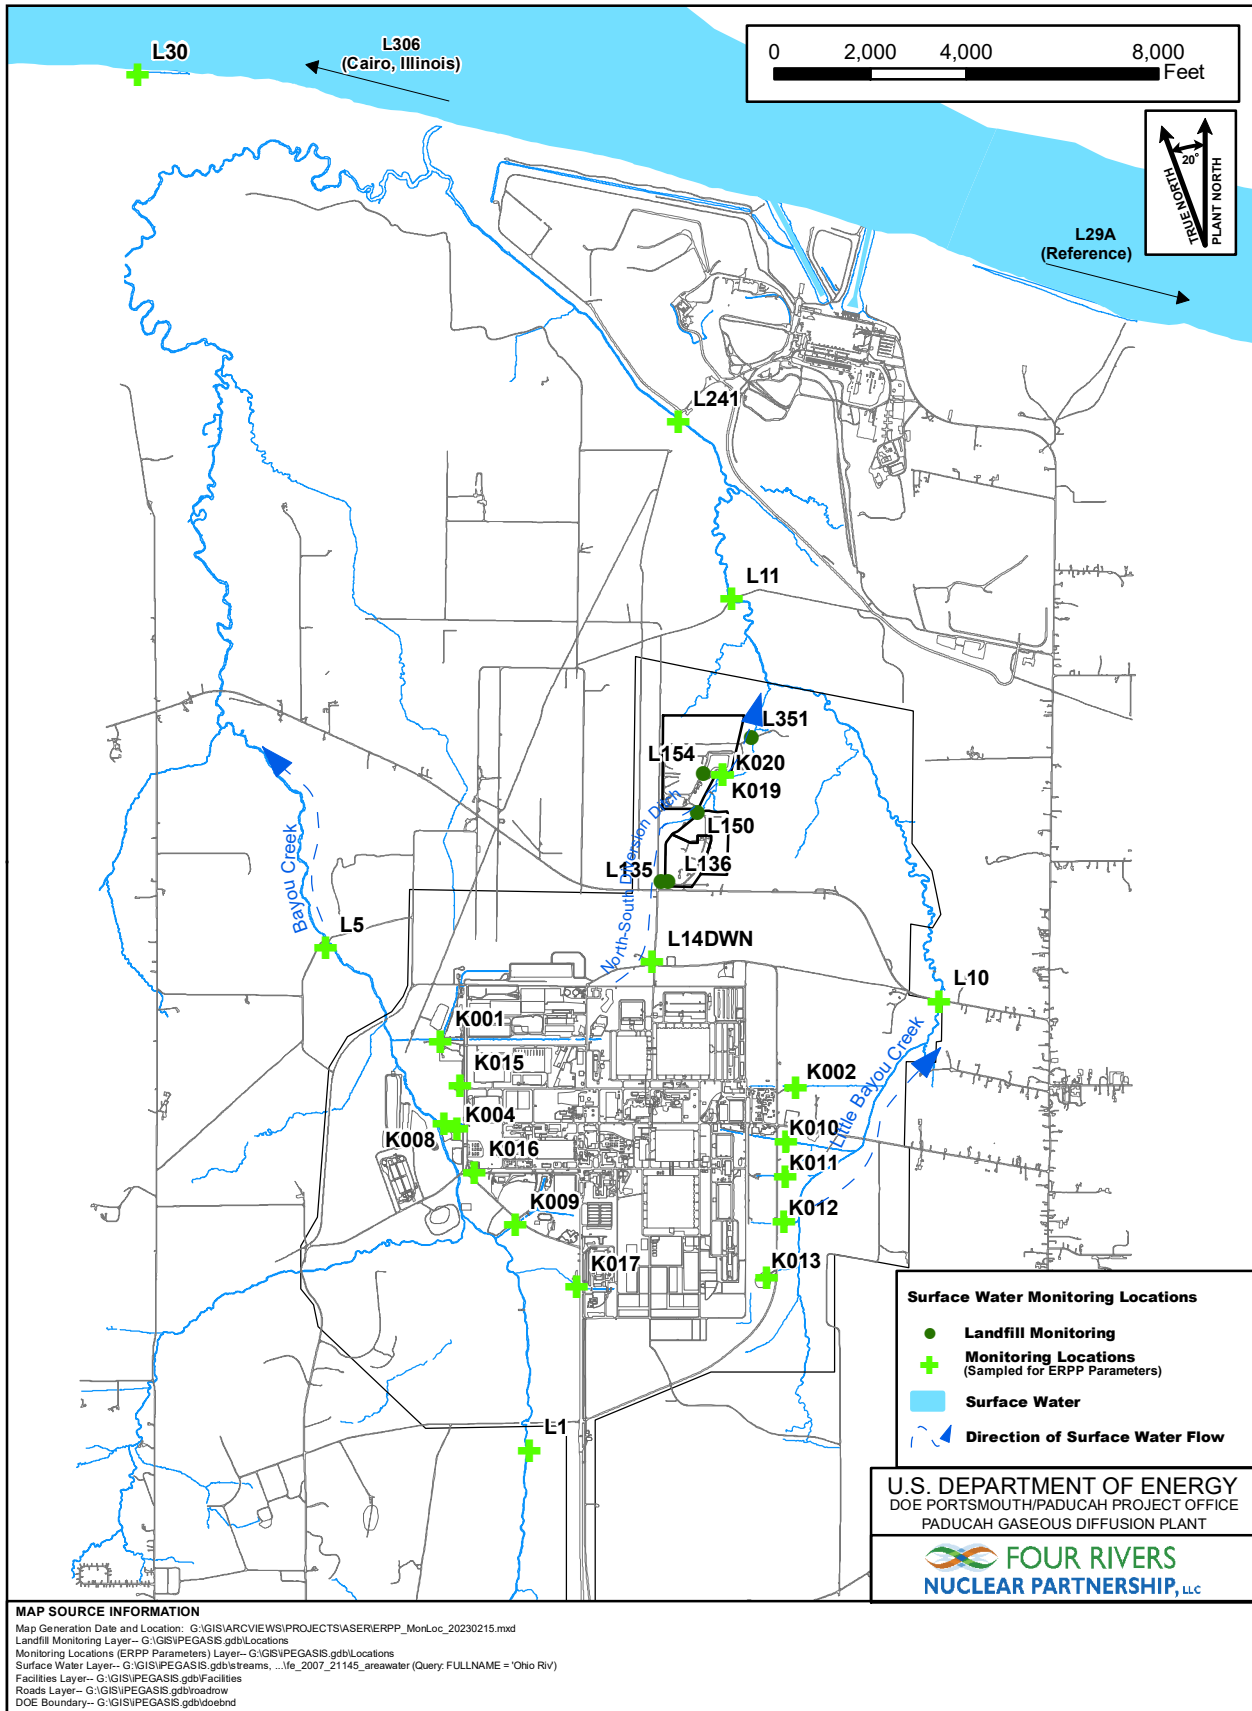 L30
L306
(Cairo, Illinois)
0 2,000 4,000 8,000
Feet
20°
TRUE NORTH
PLANT NORTH
L29A
(Reference)
L241
L11
L351
L154
K020
K019
L150
L135
L136
North-South Diversion Ditch
Bayou Creek
L5
L14DWN
L10
K001
K015
K002
K004
K008
K010
Little Bayou Creek
K016
K011
K009
K012
K017
K013
L1
Surface Water Monitoring Locations
Landfill Monitoring
Monitoring Locations
(Sampled for ERPP Parameters)
Surface Water
Direction of Surface Water Flow
U.S. DEPARTMENT OF ENERGY
DOE PORTSMOUTH/PADUCAH PROJECT OFFICE
PADUCAH GASEOUS DIFFUSION PLANT
FOUR RIVERS
NUCLEAR PARTNERSHIP, LLC
MAP SOURCE INFORMATION
Map Generation Date and Location: G:\GIS\ARCVIEWS\PROJECTS\ASER\ERPP_MonLoc_20230215.mxd
Landfill Monitoring Layer-- G:\GIS\PEGASIS.gdb\Locations
Monitoring Locations (ERPP Parameters) Layer-- G:\GIS\PEGASIS.gdb\Locations
Surface Water Layer-- G:\GIS\PEGASIS.gdb\streams, ...\fe_2007_21145_areawater (Query: FULLNAME = 'Ohio Riv')
Facilities Layer-- G:\GIS\PEGASIS.gdb\Facilities
Roads Layer-- G:\GIS\PEGASIS.gdb\roadrow
DOE Boundary-- G:\GIS\PEGASIS.gdb\doebnd